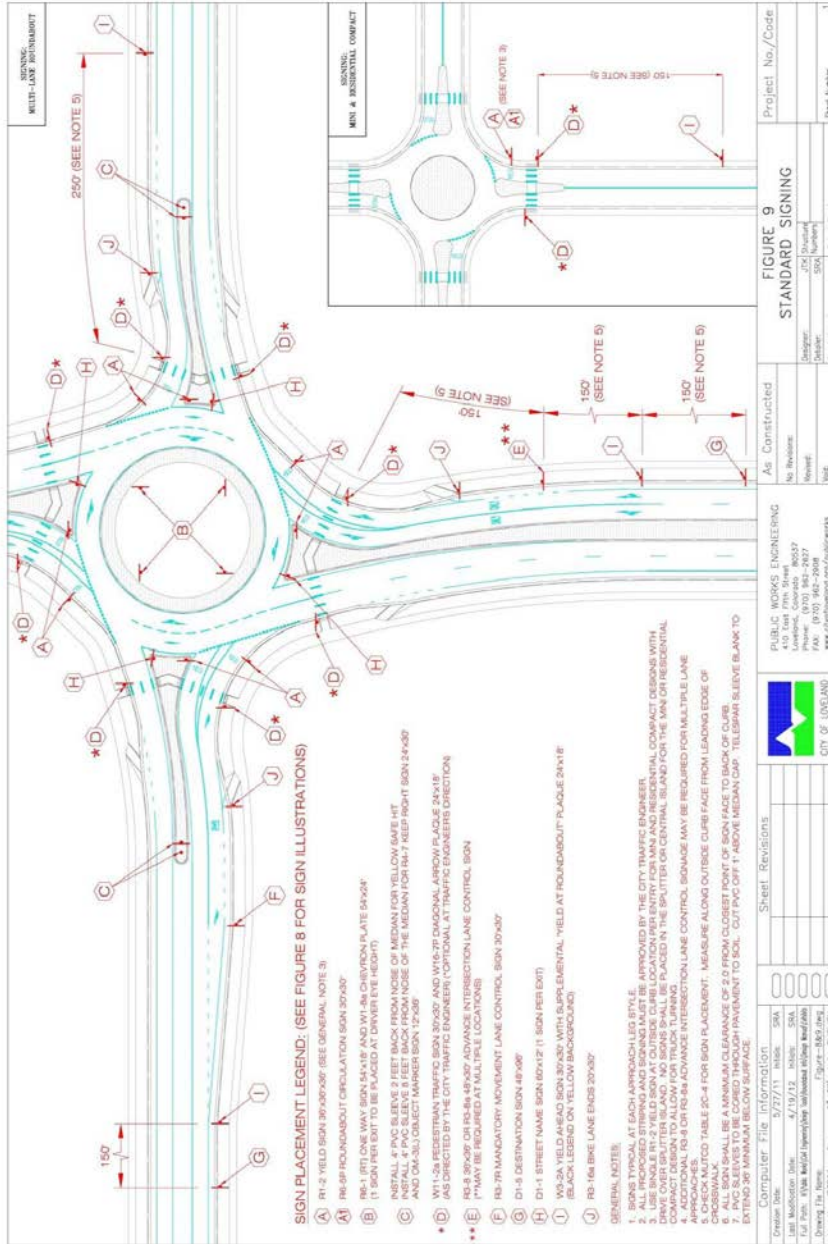 SIGNING:
MULTI-LANE ROUNDABOUT
250' (SEE NOTE 5)
I
C
J
D*
A
H
D*
D*
H
A
B
A
D*
J
E
**
I
G
150'
(SEE NOTE 5)
150'
(SEE NOTE 5)
150'
(SEE NOTE 5)
*D
A
H
*D
C
A
D*
*D
H
J
F
I
G
150'
SIGNING:
MINI & RESIDENTIAL COMPACT
A
A1
(SEE NOTE 3)
D*
*D
I
150' (SEE NOTE 5)
SIGN PLACEMENT LEGEND: (SEE FIGURE 8 FOR SIGN ILLUSTRATIONS)
A R1-2 YIELD SIGN 36"x36"x36" (SEE GENERAL NOTE 3)
A1 R6-5P ROUNDABOUT CIRCULATION SIGN 30"x30"
B R6-1 (RT) ONE WAY SIGN 54"x18" AND W1-8a CHEVRON PLATE 54"x24"
(1 SIGN PER EXIT TO BE PLACED AT DRIVER EYE HEIGHT)
C INSTALL 4" PVC SLEEVE 2 FEET BACK FROM NOSE OF MEDIAN FOR YELLOW SAFE HIT
INSTALL 4" PVC SLEEVE 8 FEET BACK FROM NOSE OF THE MEDIAN FOR R4-7 KEEP RIGHT SIGN 24"x30"
AND OM-3(L) OBJECT MARKER SIGN 12"x36"
* D W11-2a PEDESTRIAN TRAFFIC SIGN 30"x30" AND W16-7P DIAGONAL ARROW PLAQUE 24"x18"
(AS DIRECTED BY THE CITY TRAFFIC ENGINEER) (*OPTIONAL AT TRAFFIC ENGINEER'S DIRECTION)
** E R3-8 36"x36" OR R3-8a 48"x30" ADVANCE INTERSECTION LANE CONTROL SIGN
(**MAY BE REQUIRED AT MULTIPLE LOCATIONS)
F R3-7R MANDATORY MOVEMENT LANE CONTROL SIGN 30"x30"
G D1-5 DESTINATION SIGN 48"x96"
H D1-1 STREET NAME SIGN 60"x12" (1 SIGN PER EXIT)
I W3-2A YIELD AHEAD SIGN 30"x30" WITH SUPPLEMENTAL "YIELD AT ROUNDABOUT" PLAQUE 24"x18"
(BLACK LEGEND ON YELLOW BACKGROUND)
J R3-16a BIKE LANE ENDS 20"x30"
GENERAL NOTES:
1. SIGNS TYPICAL AT EACH APPROACH LEG STYLE.
2. ALL PROPOSED STRIPING AND SIGNING MUST BE APPROVED BY THE CITY TRAFFIC ENGINEER.
3. USE SINGLE R1-2 YIELD SIGN AT OUTSIDE CURB LOCATION PER ENTRY FOR MINI AND RESIDENTIAL COMPACT DESIGNS WITH
DRIVE OVER SPLITTER ISLAND. NO SIGNS SHALL BE PLACED IN THE SPLITTER OR CENTRAL ISLAND FOR THE MINI OR RESIDENTIAL
COMPACT DESIGN TO ALLOW FOR TRUCK TURNING.
4. ADDITIONAL R3-8 OR R3-8a ADVANCE INTERSECTION LANE CONTROL SIGNAGE MAY BE REQUIRED FOR MULTIPLE LANE
APPROACHES.
5. CHECK MUTCD TABLE 2C-4 FOR SIGN PLACEMENT. MEASURE ALONG OUTSIDE CURB FACE FROM LEADING EDGE OF
CROSSWALK.
6. ALL SIGN SHALL BE A MINIMUM CLEARANCE OF 2.0' FROM CLOSEST POINT OF SIGN FACE TO BACK OF CURB.
7. PVC SLEEVES TO BE CORED THROUGH PAVEMENT TO SOIL. CUT PVC OFF 1" ABOVE MEDIAN CAP. TELESPAR SLEEVE BLANK TO
EXTEND 36" MINIMUM BELOW SURFACE.
Computer File Information
Creation Date: 5/27/11 Initials: SRA
Last Modification Date: 4/19/12 Initials: SRA
Full Path:
Drawing File Name: Figure-8&9.dwg
Sheet Revisions
CITY OF LOVELAND
PUBLIC WORKS ENGINEERING
410 East Fifth Street
Loveland, Colorado 80537
Phone: (970) 962-2627
FAX: (970) 962-2908
As Constructed
No Revisions:
Revised:
Void:
FIGURE 9
STANDARD SIGNING
Designer: JTK
Detailer: SRA
Structure
Numbers
Project No./Code